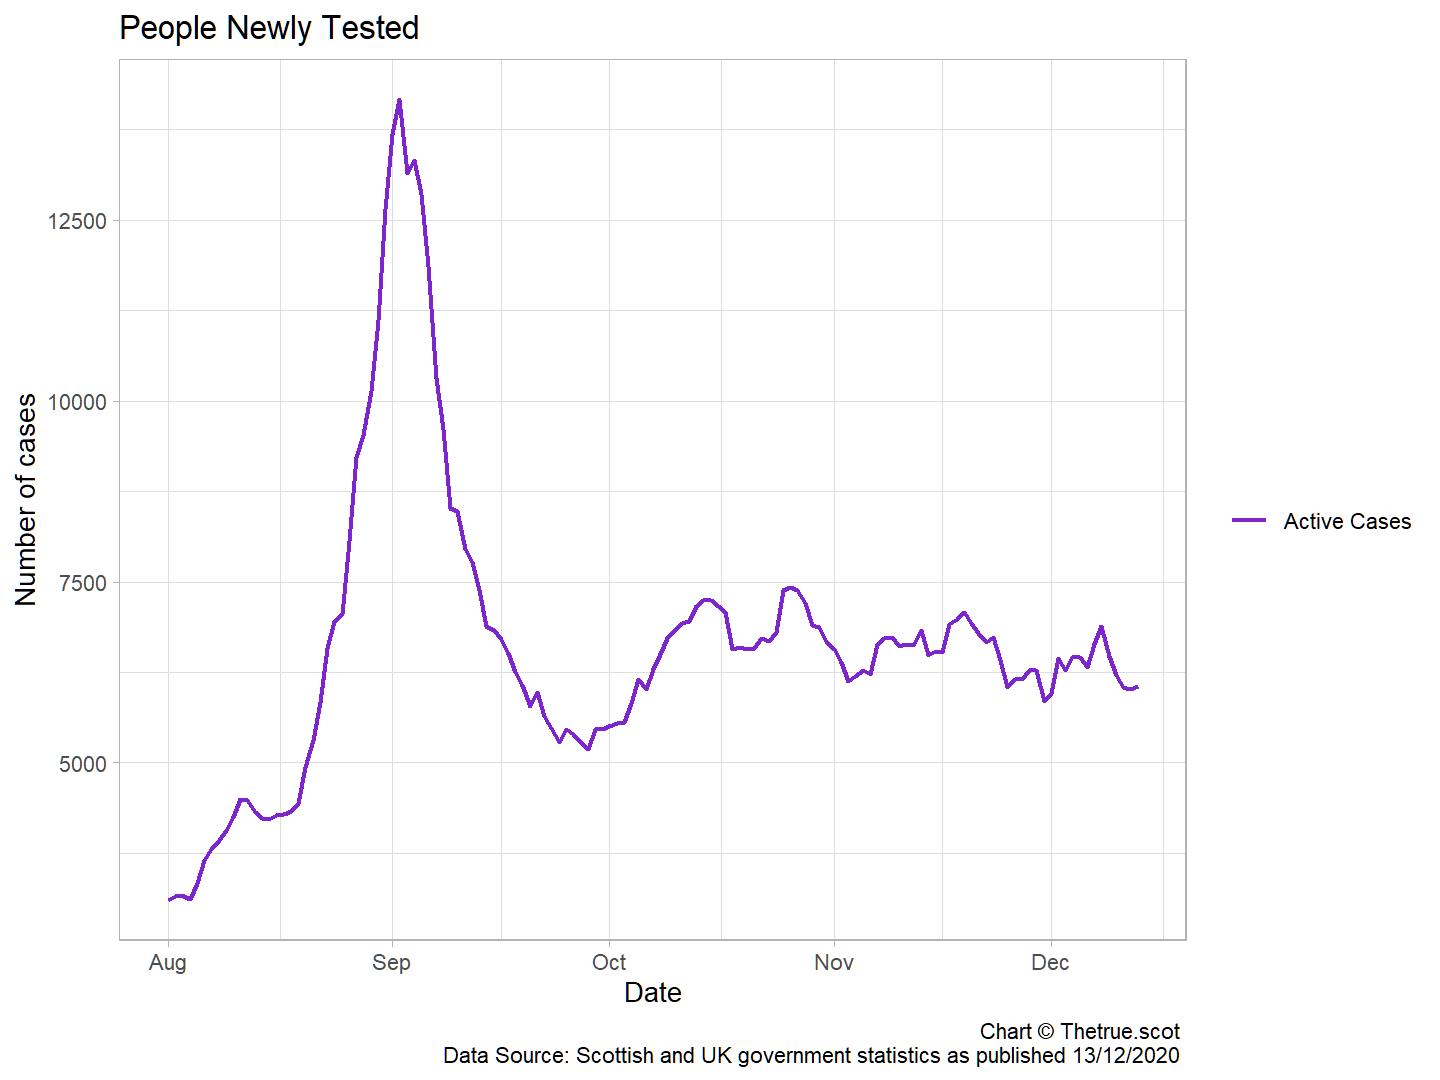 People Newly Tested
Number of cases
12500
10000
7500
5000
Aug Sep Oct Nov Dec
Date
Active Cases
Chart © Thetrue.scot
Data Source: Scottish and UK government statistics as published 13/12/2020